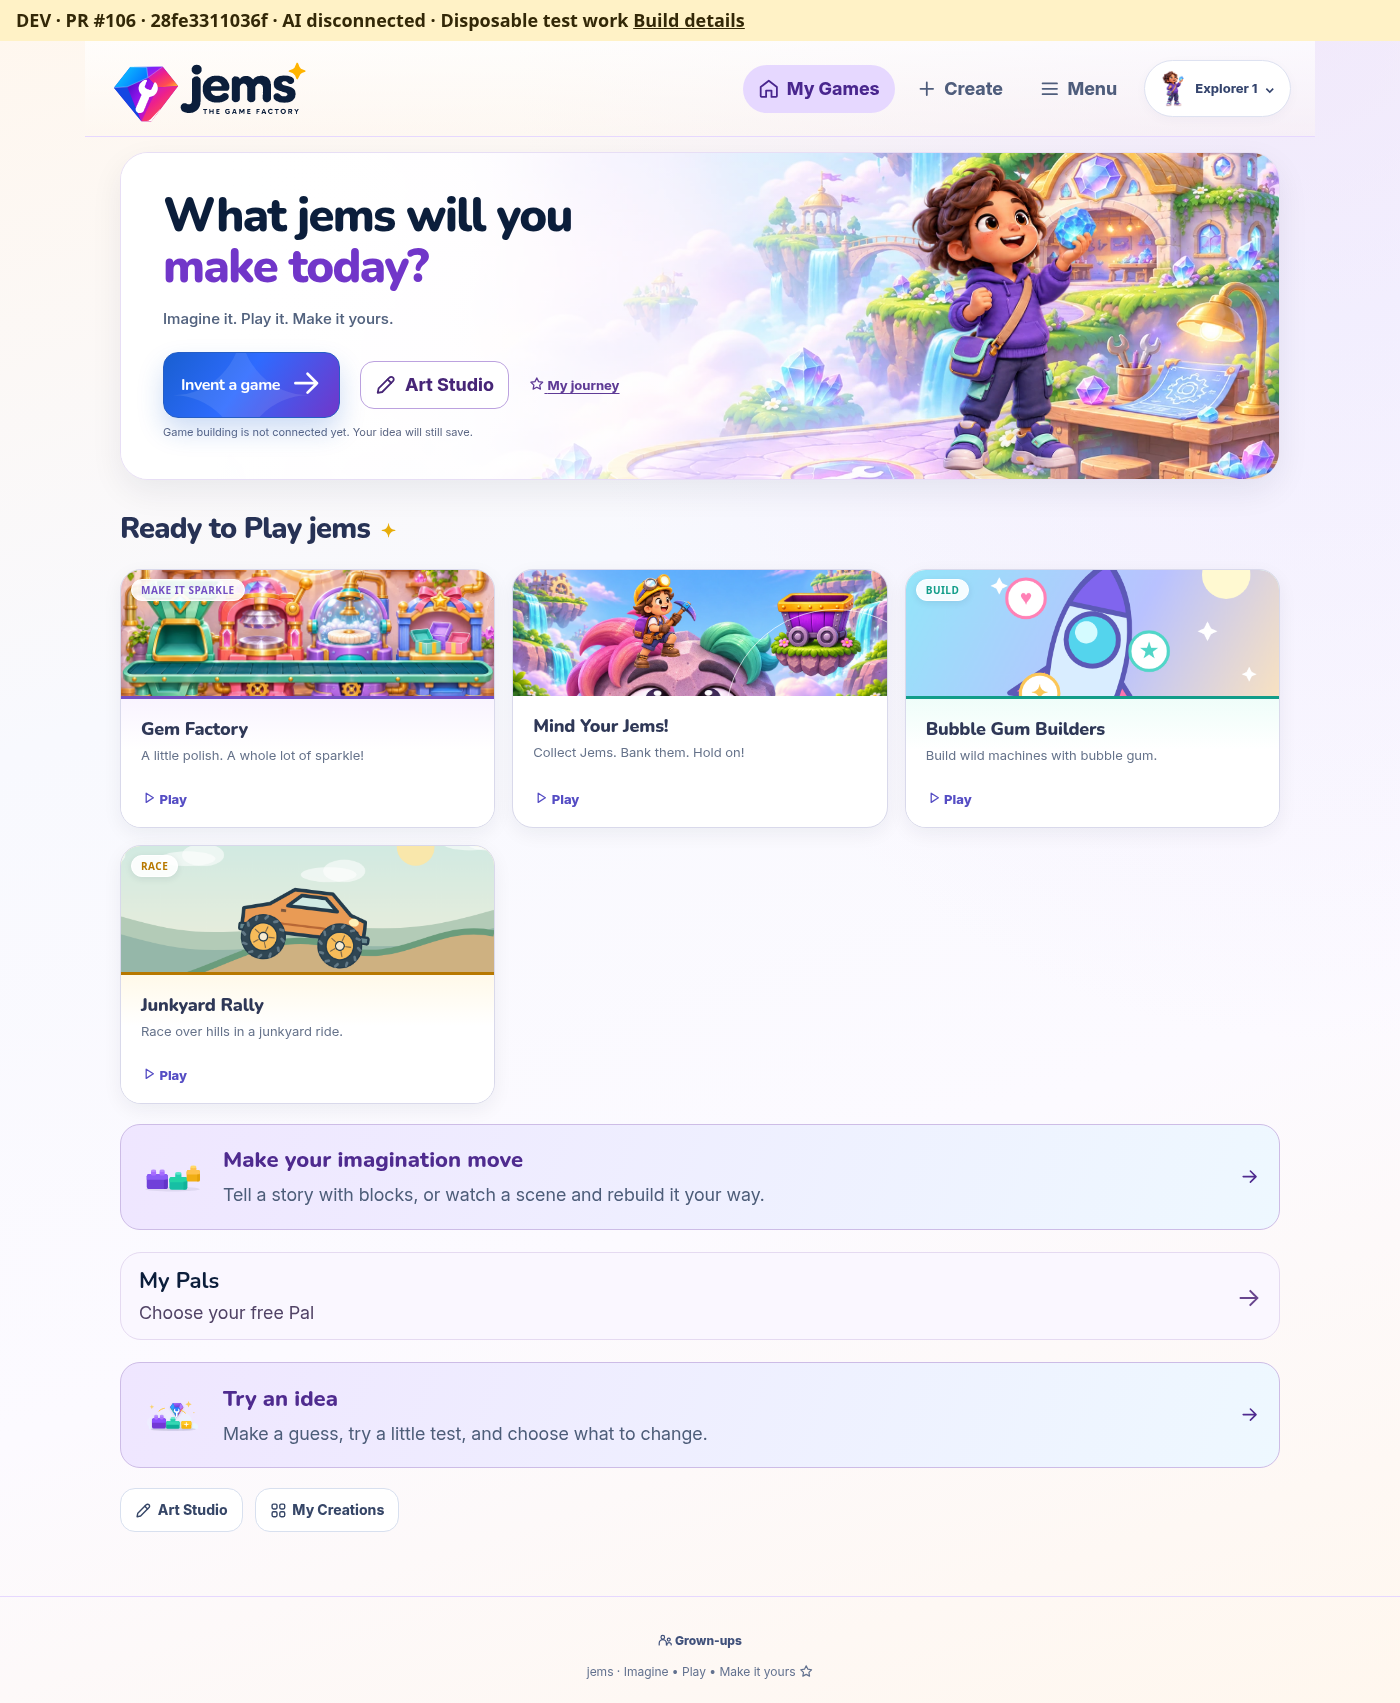 DEV · PR #106 · 28fe3311036f · AI disconnected · Disposable test work Build details
jems
THE GAME FACTORY
My Games
Create
Menu
Explorer 1
What jems will you
make today?
Imagine it. Play it. Make it yours.
Invent a game
Art Studio
My journey
Game building is not connected yet. Your idea will still save.
Ready to Play jems
MAKE IT SPARKLE
Gem Factory
A little polish. A whole lot of sparkle!
Play
Mind Your Jems!
Collect Jems. Bank them. Hold on!
Play
BUILD
Bubble Gum Builders
Build wild machines with bubble gum.
Play
RACE
Junkyard Rally
Race over hills in a junkyard ride.
Play
Make your imagination move
Tell a story with blocks, or watch a scene and rebuild it your way.
My Pals
Choose your free Pal
Try an idea
Make a guess, try a little test, and choose what to change.
Art Studio
My Creations
Grown-ups
jems · Imagine • Play • Make it yours